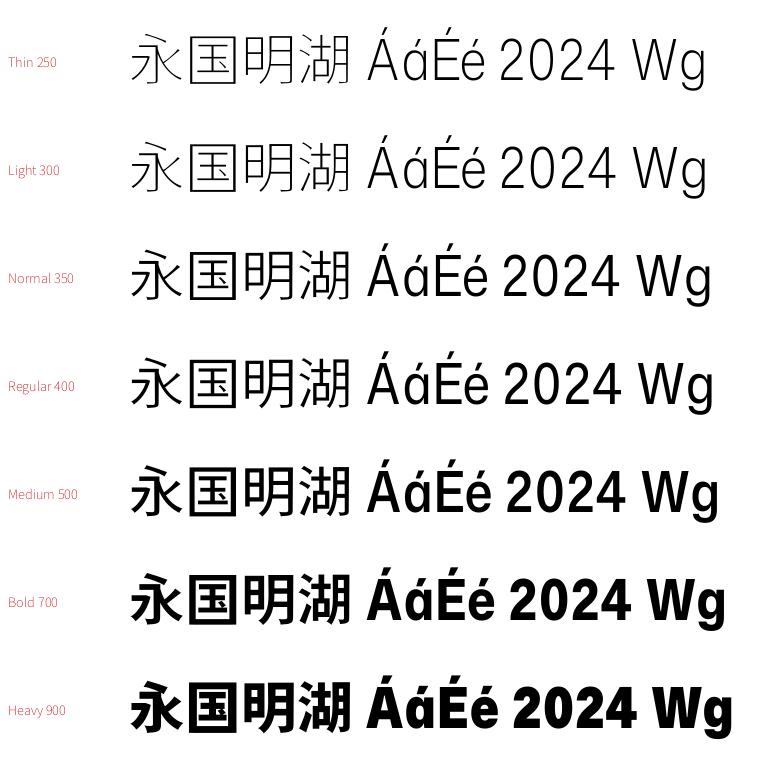 Thin 250 永国明湖 ÁáÉé 2024 Wg
Light 300 永国明湖 ÁáÉé 2024 Wg
Normal 350 永国明湖 ÁáÉé 2024 Wg
Regular 400 永国明湖 ÁáÉé 2024 Wg
Medium 500 永国明湖 ÁáÉé 2024 Wg
Bold 700 永国明湖 ÁáÉé 2024 Wg
Heavy 900 永国明湖 ÁáÉé 2024 Wg